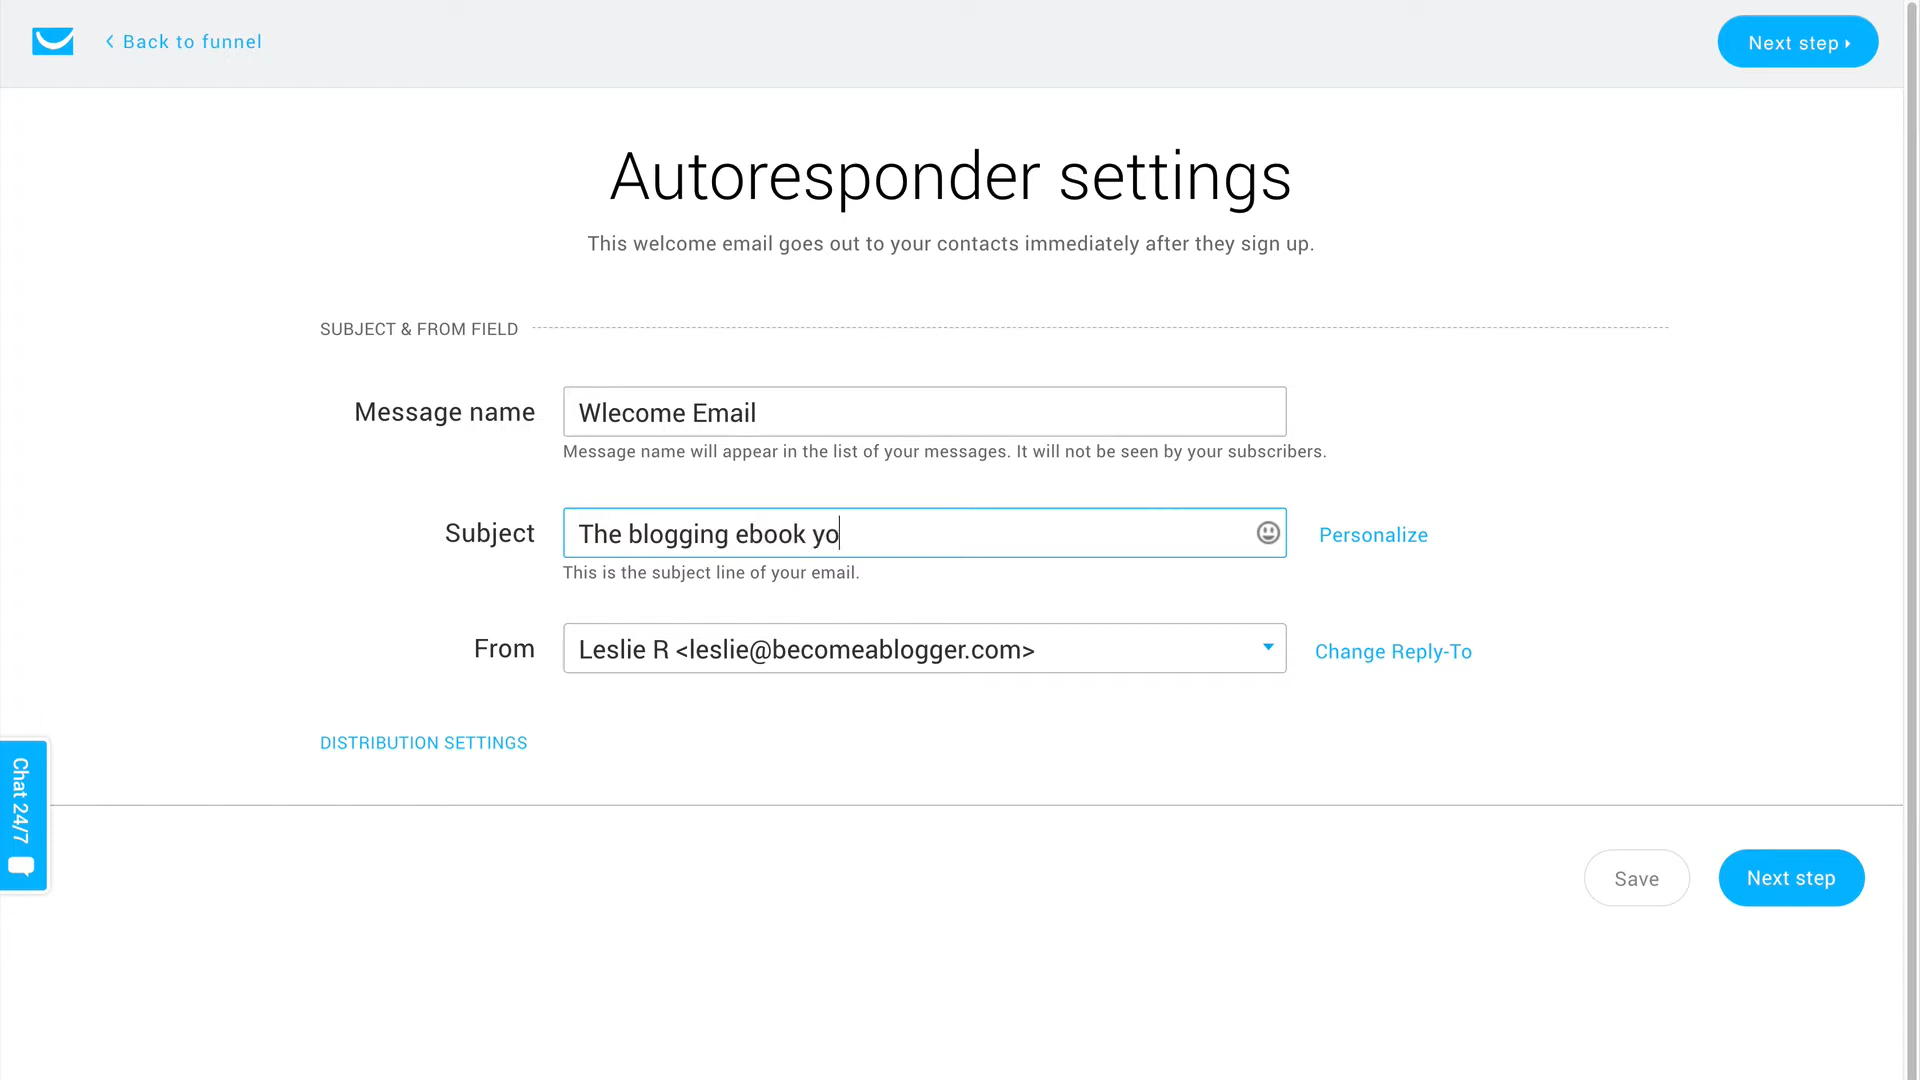 Back to funnel
Next step
Autoresponder settings
This welcome email goes out to your contacts immediately after they sign up.
SUBJECT & FROM FIELD
Message name
Wlecome Email
Message name will appear in the list of your messages. It will not be seen by your subscribers.
Subject
The blogging ebook yo
Personalize
This is the subject line of your email.
From
Leslie R <leslie@becomeablogger.com>
Change Reply-To
DISTRIBUTION SETTINGS
Chat 24/7
Save
Next step